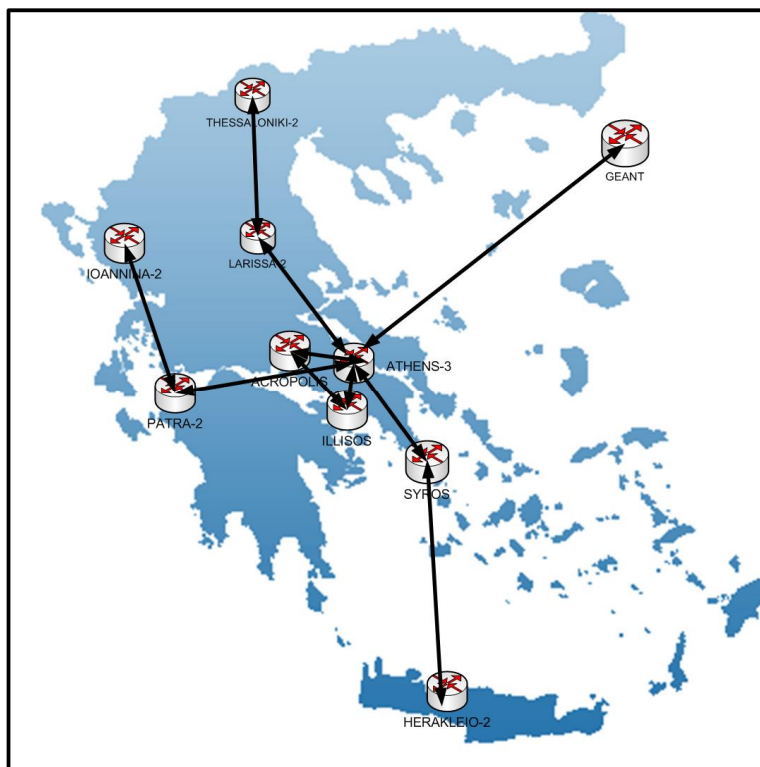 THESSALONIKI-2
GEANT
LARISSA-2
IOANNINA-2
ATHENS-3
ACROPOLIS
PATRA-2
ILLISOS
SYROS
HERAKLEIO-2